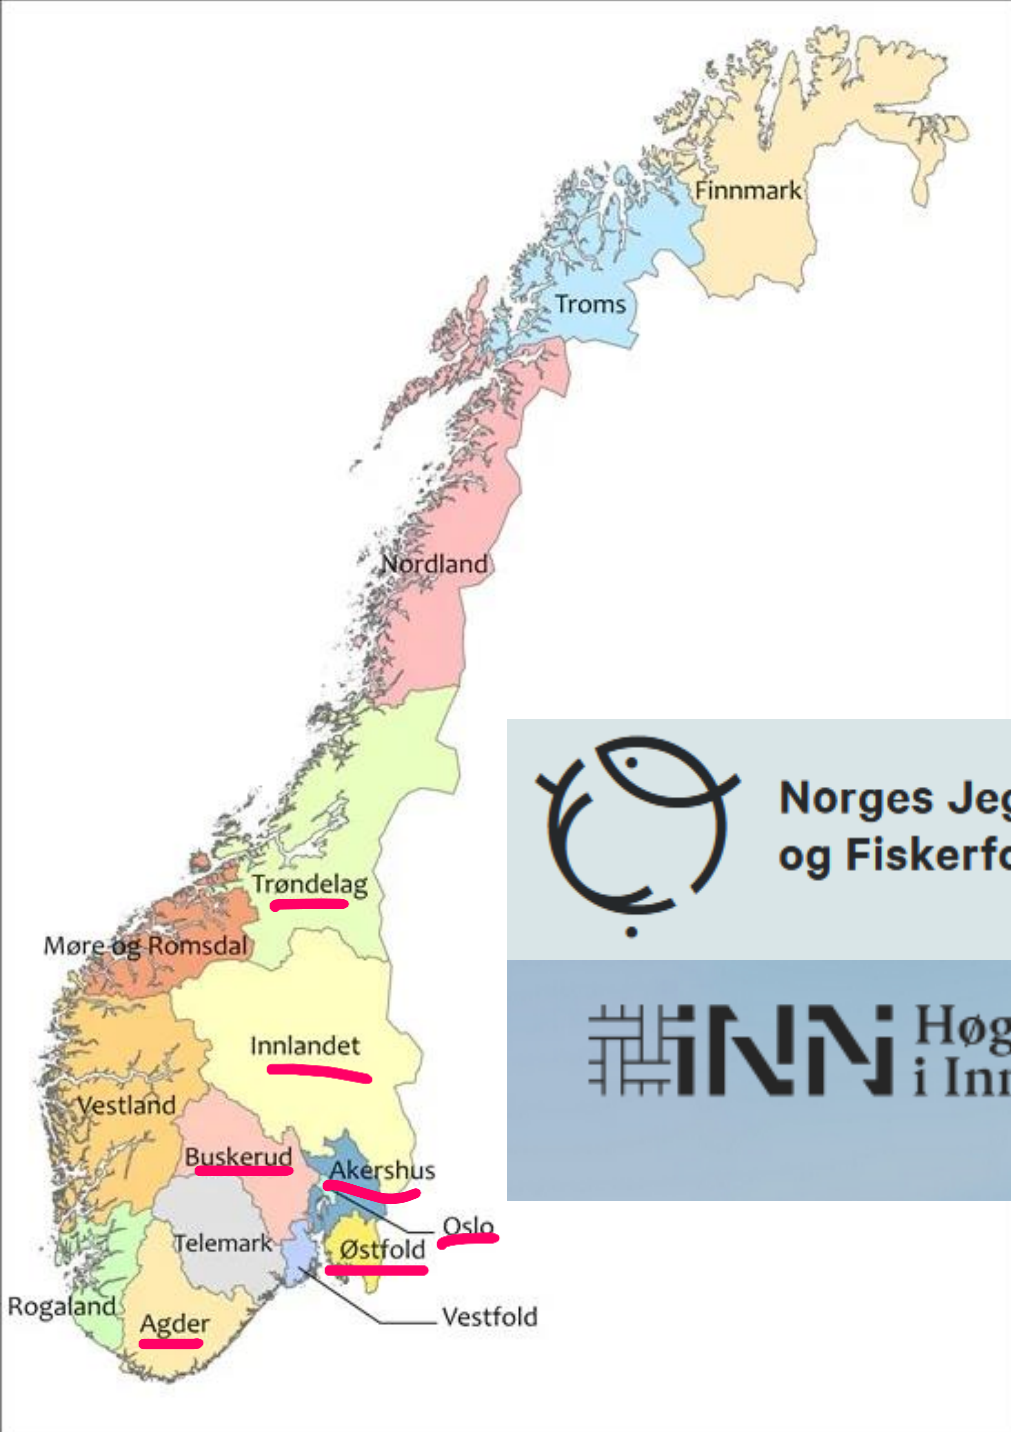 Finnmark
Troms
Nordland
Trøndelag
Møre og Romsdal
Innlandet
Vestland
Buskerud
Akershus
Oslo
Telemark
Østfold
Rogaland
Agder
Vestfold
Norges Jeg
og Fiskerfo
iNN
Høg
i Inn